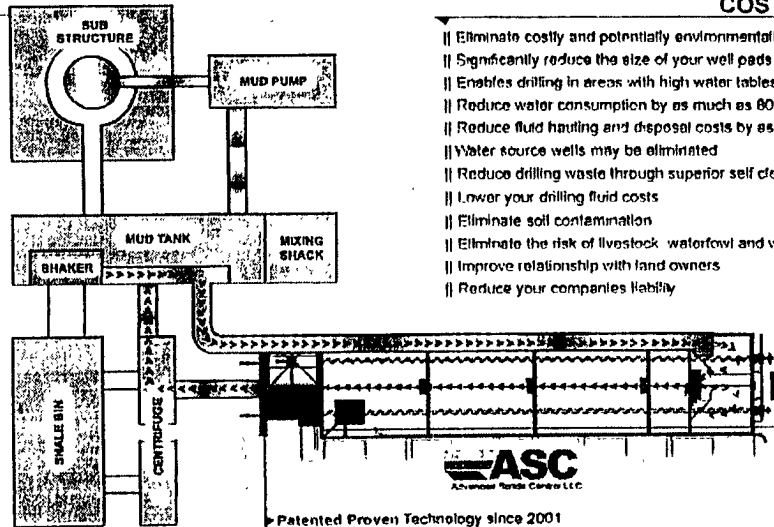 SUB
STRUCTURE
MUD PUMP
MUD TANK
MIXING
SHACK
SHAKER
SHALE BIN
CENTRIFUGE
COS
|| Eliminate costly and potentially
|| Significantly reduce the size of your well pads
|| Enables drilling in areas with high water tables
|| Reduce water consumption by as much as 80
|| Reduce fluid hauling and disposal costs by as
|| Water source wells may be eliminated
|| Reduce drilling waste through superior self
|| Lower your drilling fluid costs
|| Eliminate soil contamination
|| Eliminate the risk of livestock waterfowl and
|| Improve relationship with land owners
|| Reduce your companies liability
ASC
Advanced Solids Control LLC
Patented Proven Technology since 2001